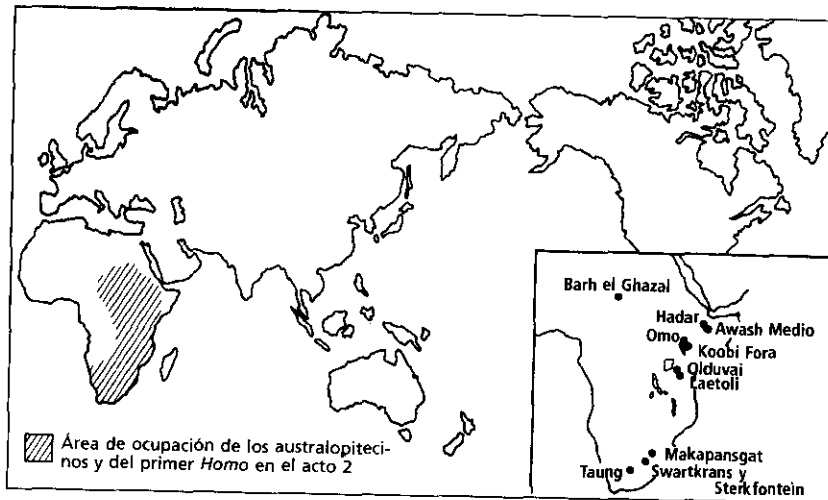 Barh el Ghazal
Hadar
Awash Medio
Omo
Koobi Fora
Olduvai
Laetoli
Makapansgat
Taung
Swartkrans y
Sterkfontein
Área de ocupación de los australopiteci-
nos y del primer Homo en el acto 2